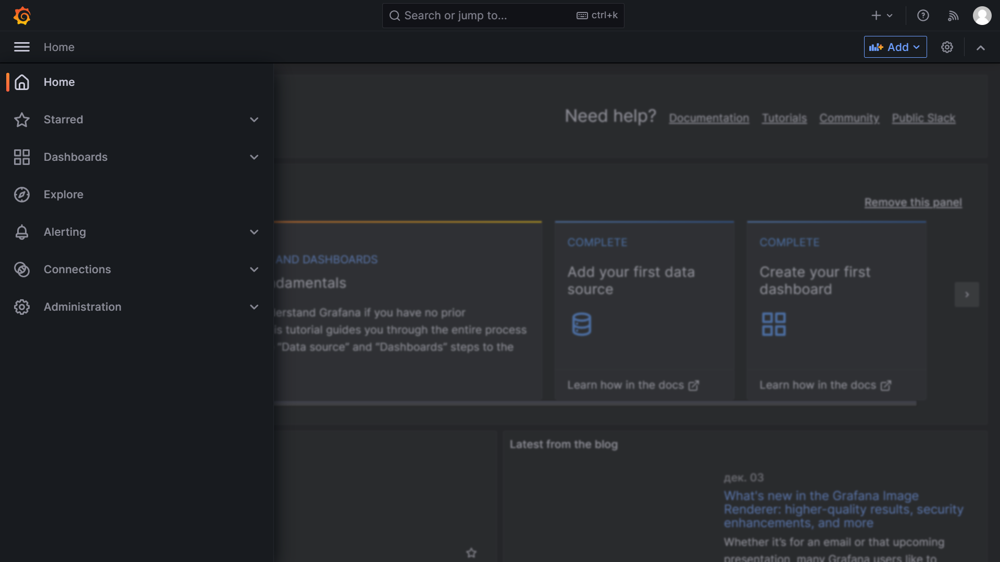 Search or jump to...
ctrl+k
Home
Add
Home
Starred
Dashboards
Explore
Alerting
Connections
Administration
Need help?
Documentation
Tutorials
Community
Public Slack
Remove this panel
AND DASHBOARDS
damentals
erstand Grafana if you have no prior
is tutorial guides you through the entire process
"Data source" and "Dashboards" steps to the
COMPLETE
Add your first data
source
Learn how in the docs
COMPLETE
Create your first
dashboard
Learn how in the docs
Latest from the blog
дек. 03
What's new in the Grafana Image
Renderer: higher-quality results, security
enhancements, and more
Whether it's for an email or that upcoming
presentation, many Grafana users like to